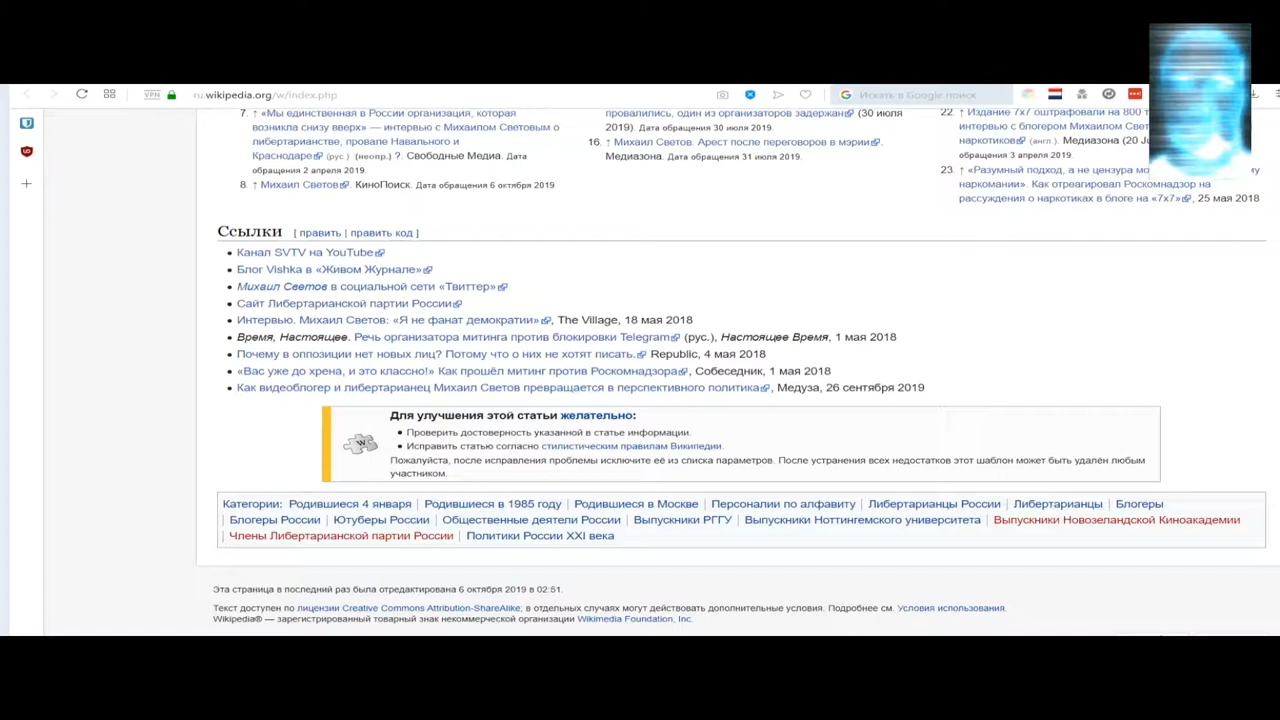 VPN ru.wikipedia.org/w/index.php Искать в Google поиск
7. ↑ «Мы единственная в России организация, которая
возникла снизу вверх» — интервью с Михаилом Световым о
либертарианстве, провале Навального и
Краснодаре (рус.) (неопр.) ?. Свободные Медиа. Дата
обращения 2 апреля 2019.
8. ↑ Михаил Светов. КиноПоиск. Дата обращения 6 октября 2019
провалились, один из организаторов задержан (30 июля
2019). Дата обращения 30 июля 2019.
16. ↑ Михаил Светов. Арест после переговоров в мэрии.
Медиазона. Дата обращения 31 июля 2019.
22. ↑ Издание 7x7 оштрафовали на 800 т
интервью с блогером Михаилом Свет
наркотиков (англ.). Медиазона (20 Ju
обращения 3 апреля 2019.
23. ↑ «Разумный подход, а не цензура мо му
наркомании». Как отреагировал Роскомнадзор на
рассуждения о наркотиках в блоге на «7x7», 25 мая 2018
Ссылки [ править | править код ]
• Канал SVTV на YouTube
• Блог Vishka в «Живом Журнале»
• Михаил Светов в социальной сети «Твиттер»
• Сайт Либертарианской партии России
• Интервью. Михаил Светов: «Я не фанат демократии», The Village, 18 мая 2018
• Время, Настоящее. Речь организатора митинга против блокировки Telegram (рус.), Настоящее Время, 1 мая 2018
• Почему в оппозиции нет новых лиц? Потому что о них не хотят писать. Republic, 4 мая 2018
• «Вас уже до хрена, и это классно!» Как прошёл митинг против Роскомнадзора, Собеседник, 1 мая 2018
• Как видеоблогер и либертарианец Михаил Светов превращается в перспективного политика, Медуза, 26 сентября 2019
Для улучшения этой статьи желательно:
• Проверить достоверность указанной в статье информации.
• Исправить статью согласно стилистическим правилам Википедии.
Пожалуйста, после исправления проблемы исключите её из списка параметров. После устранения всех недостатков этот шаблон может быть удалён любым
участником.
Категории: Родившиеся 4 января | Родившиеся в 1985 году | Родившиеся в Москве | Персоналии по алфавиту | Либертарианцы России | Либертарианцы | Блогеры
| Блогеры России | Ютуберы России | Общественные деятели России | Выпускники РГГУ | Выпускники Ноттингемского университета | Выпускники Новозеландской Киноакадемии
| Члены Либертарианской партии России | Политики России XXI века
Эта страница в последний раз была отредактирована 6 октября 2019 в 02:51.
Текст доступен по лицензии Creative Commons Attribution-ShareAlike; в отдельных случаях могут действовать дополнительные условия. Подробнее см. Условия использования.
Wikipedia® — зарегистрированный товарный знак некоммерческой организации Wikimedia Foundation, Inc.